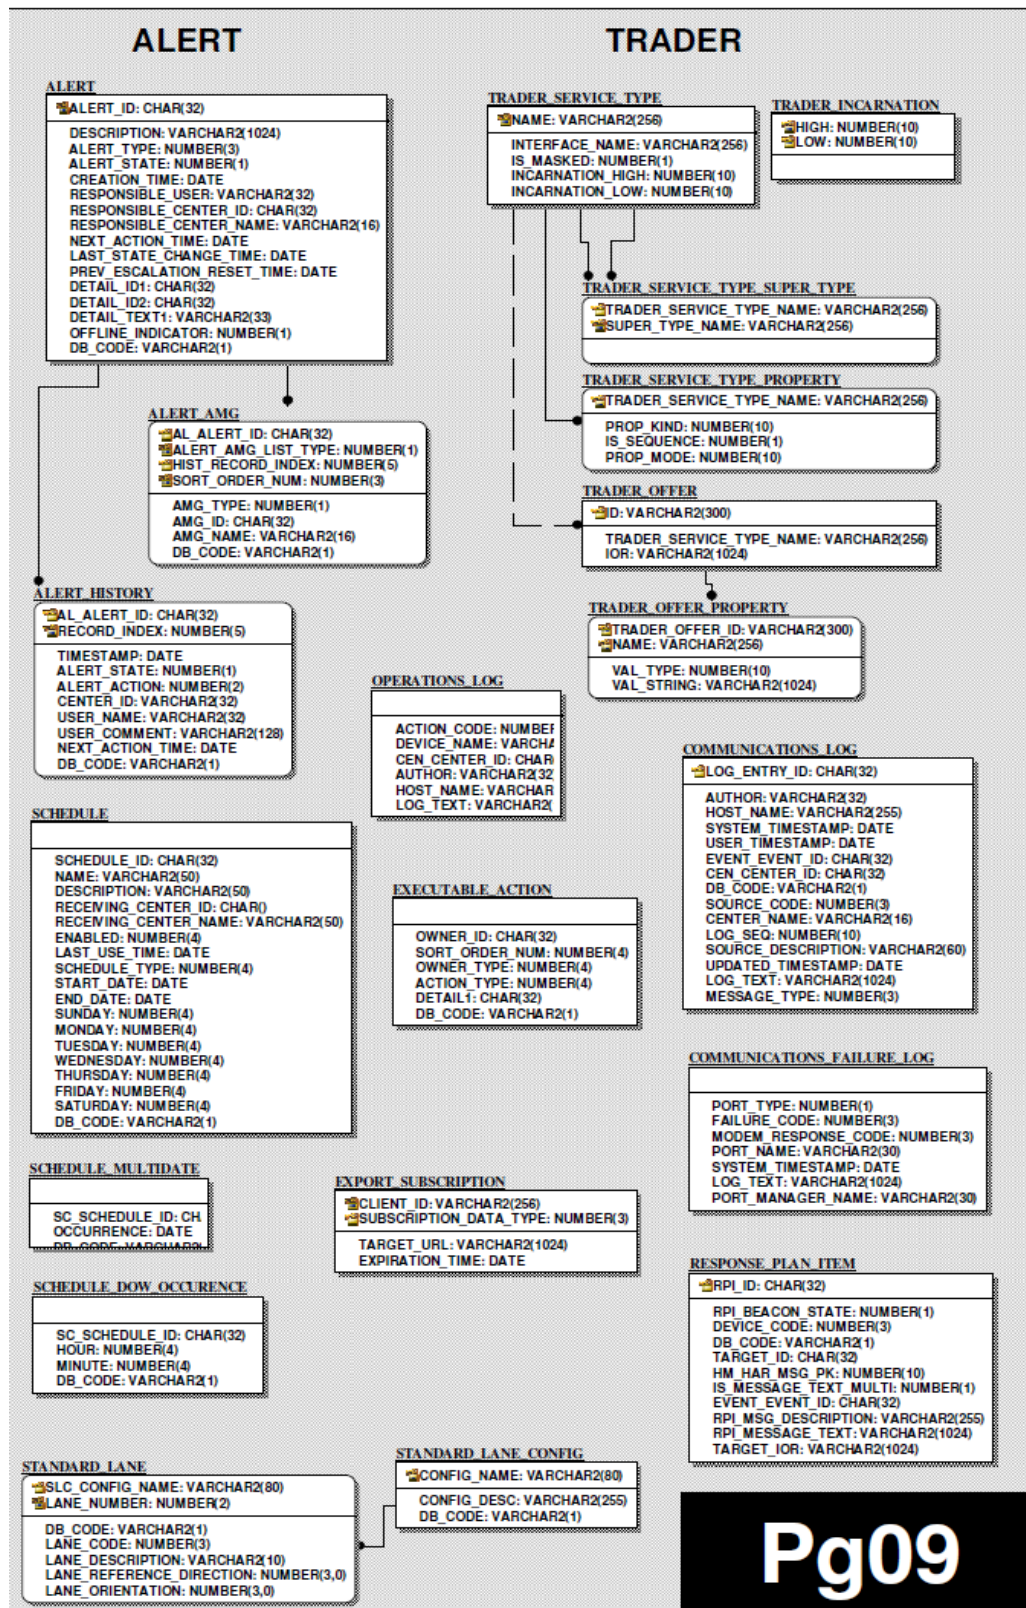 ALERT
TRADER
ALERT
ALERT_ID: CHAR(32)
DESCRIPTION: VARCHAR2(1024)
ALERT_TYPE: NUMBER(3)
ALERT_STATE: NUMBER(1)
CREATION_TIME: DATE
RESPONSIBLE_USER: VARCHAR2(32)
RESPONSIBLE_CENTER_ID: CHAR(32)
RESPONSIBLE_CENTER_NAME: VARCHAR2(16)
NEXT_ACTION_TIME: DATE
LAST_STATE_CHANGE_TIME: DATE
PREV_ESCALATION_RESET_TIME: DATE
DETAIL_ID1: CHAR(32)
DETAIL_ID2: CHAR(32)
DETAIL_TEXT1: VARCHAR2(33)
OFFLINE_INDICATOR: NUMBER(1)
DB_CODE: VARCHAR2(1)
TRADER_SERVICE_TYPE
NAME: VARCHAR2(256)
INTERFACE_NAME: VARCHAR2(256)
IS_MASKED: NUMBER(1)
INCARNATION_HIGH: NUMBER(10)
INCARNATION_LOW: NUMBER(10)
TRADER_INCARNATION
HIGH: NUMBER(10)
LOW: NUMBER(10)
TRADER_SERVICE_TYPE_SUPER_TYPE
TRADER_SERVICE_TYPE_NAME: VARCHAR2(256)
SUPER_TYPE_NAME: VARCHAR2(256)
TRADER_SERVICE_TYPE_PROPERTY
TRADER_SERVICE_TYPE_NAME: VARCHAR2(256)
PROP_KIND: NUMBER(10)
IS_SEQUENCE: NUMBER(1)
PROP_MODE: NUMBER(10)
ALERT_AMG
AL_ALERT_ID: CHAR(32)
ALERT_AMG_LIST_TYPE: NUMBER(1)
HIST_RECORD_INDEX: NUMBER(5)
SORT_ORDER_NUM: NUMBER(3)
AMG_TYPE: NUMBER(1)
AMG_ID: CHAR(32)
AMG_NAME: VARCHAR2(16)
DB_CODE: VARCHAR2(1)
TRADER_OFFER
ID: VARCHAR2(300)
TRADER_SERVICE_TYPE_NAME: VARCHAR2(256)
IOR: VARCHAR2(1024)
ALERT_HISTORY
AL_ALERT_ID: CHAR(32)
RECORD_INDEX: NUMBER(5)
TIMESTAMP: DATE
ALERT_STATE: NUMBER(1)
ALERT_ACTION: NUMBER(2)
CENTER_ID: VARCHAR2(32)
USER_NAME: VARCHAR2(32)
USER_COMMENT: VARCHAR2(128)
NEXT_ACTION_TIME: DATE
DB_CODE: VARCHAR2(1)
TRADER_OFFER_PROPERTY
TRADER_OFFER_ID: VARCHAR2(300)
NAME: VARCHAR2(256)
VAL_TYPE: NUMBER(10)
VAL_STRING: VARCHAR2(1024)
OPERATIONS_LOG
ACTION_CODE: NUMBER
DEVICE_NAME: VARCHA
CEN_CENTER_ID: CHAR(
AUTHOR: VARCHAR2(32)
HOST_NAME: VARCHAR
LOG_TEXT: VARCHAR2(
COMMUNICATIONS_LOG
LOG_ENTRY_ID: CHAR(32)
AUTHOR: VARCHAR2(32)
HOST_NAME: VARCHAR2(255)
SYSTEM_TIMESTAMP: DATE
USER_TIMESTAMP: DATE
EVENT_EVENT_ID: CHAR(32)
CEN_CENTER_ID: CHAR(32)
DB_CODE: VARCHAR2(1)
SOURCE_CODE: NUMBER(3)
CENTER_NAME: VARCHAR2(16)
LOG_SEQ: NUMBER(10)
SOURCE_DESCRIPTION: VARCHAR2(60)
UPDATED_TIMESTAMP: DATE
LOG_TEXT: VARCHAR2(1024)
MESSAGE_TYPE: NUMBER(3)
SCHEDULE
SCHEDULE_ID: CHAR(32)
NAME: VARCHAR2(50)
DESCRIPTION: VARCHAR2(50)
RECEIVING_CENTER_ID: CHAR()
RECEIVING_CENTER_NAME: VARCHAR2(50)
ENABLED: NUMBER(4)
LAST_USE_TIME: DATE
SCHEDULE_TYPE: NUMBER(4)
START_DATE: DATE
END_DATE: DATE
SUNDAY: NUMBER(4)
MONDAY: NUMBER(4)
TUESDAY: NUMBER(4)
WEDNESDAY: NUMBER(4)
THURSDAY: NUMBER(4)
FRIDAY: NUMBER(4)
SATURDAY: NUMBER(4)
DB_CODE: VARCHAR2(1)
EXECUTABLE_ACTION
OWNER_ID: CHAR(32)
SORT_ORDER_NUM: NUMBER(4)
OWNER_TYPE: NUMBER(4)
ACTION_TYPE: NUMBER(4)
DETAIL1: CHAR(32)
DB_CODE: VARCHAR2(1)
COMMUNICATIONS_FAILURE_LOG
PORT_TYPE: NUMBER(1)
FAILURE_CODE: NUMBER(3)
MODEM_RESPONSE_CODE: NUMBER(3)
PORT_NAME: VARCHAR2(30)
SYSTEM_TIMESTAMP: DATE
LOG_TEXT: VARCHAR2(1024)
PORT_MANAGER_NAME: VARCHAR2(30)
SCHEDULE_MULTIDATE
SC_SCHEDULE_ID: CH
OCCURRENCE: DATE
DB_CODE: VARCHAR2(
EXPORT_SUBSCRIPTION
CLIENT_ID: VARCHAR2(256)
SUBSCRIPTION_DATA_TYPE: NUMBER(3)
TARGET_URL: VARCHAR2(1024)
EXPIRATION_TIME: DATE
RESPONSE_PLAN_ITEM
RPI_ID: CHAR(32)
RPI_BEACON_STATE: NUMBER(1)
DEVICE_CODE: NUMBER(3)
DB_CODE: VARCHAR2(1)
TARGET_ID: CHAR(32)
HM_HAR_MSG_PK: NUMBER(10)
IS_MESSAGE_TEXT_MULTI: NUMBER(1)
EVENT_EVENT_ID: CHAR(32)
RPI_MSG_DESCRIPTION: VARCHAR2(255)
RPI_MESSAGE_TEXT: VARCHAR2(1024)
TARGET_IOR: VARCHAR2(1024)
SCHEDULE_DOW_OCCURENCE
SC_SCHEDULE_ID: CHAR(32)
HOUR: NUMBER(4)
MINUTE: NUMBER(4)
DB_CODE: VARCHAR2(1)
STANDARD_LANE
SLC_CONFIG_NAME: VARCHAR2(80)
LANE_NUMBER: NUMBER(2)
DB_CODE: VARCHAR2(1)
LANE_CODE: NUMBER(3)
LANE_DESCRIPTION: VARCHAR2(10)
LANE_REFERENCE_DIRECTION: NUMBER(3,0)
LANE_ORIENTATION: NUMBER(3,0)
STANDARD_LANE_CONFIG
CONFIG_NAME: VARCHAR2(80)
CONFIG_DESC: VARCHAR2(255)
DB_CODE: VARCHAR2(1)
Pg09